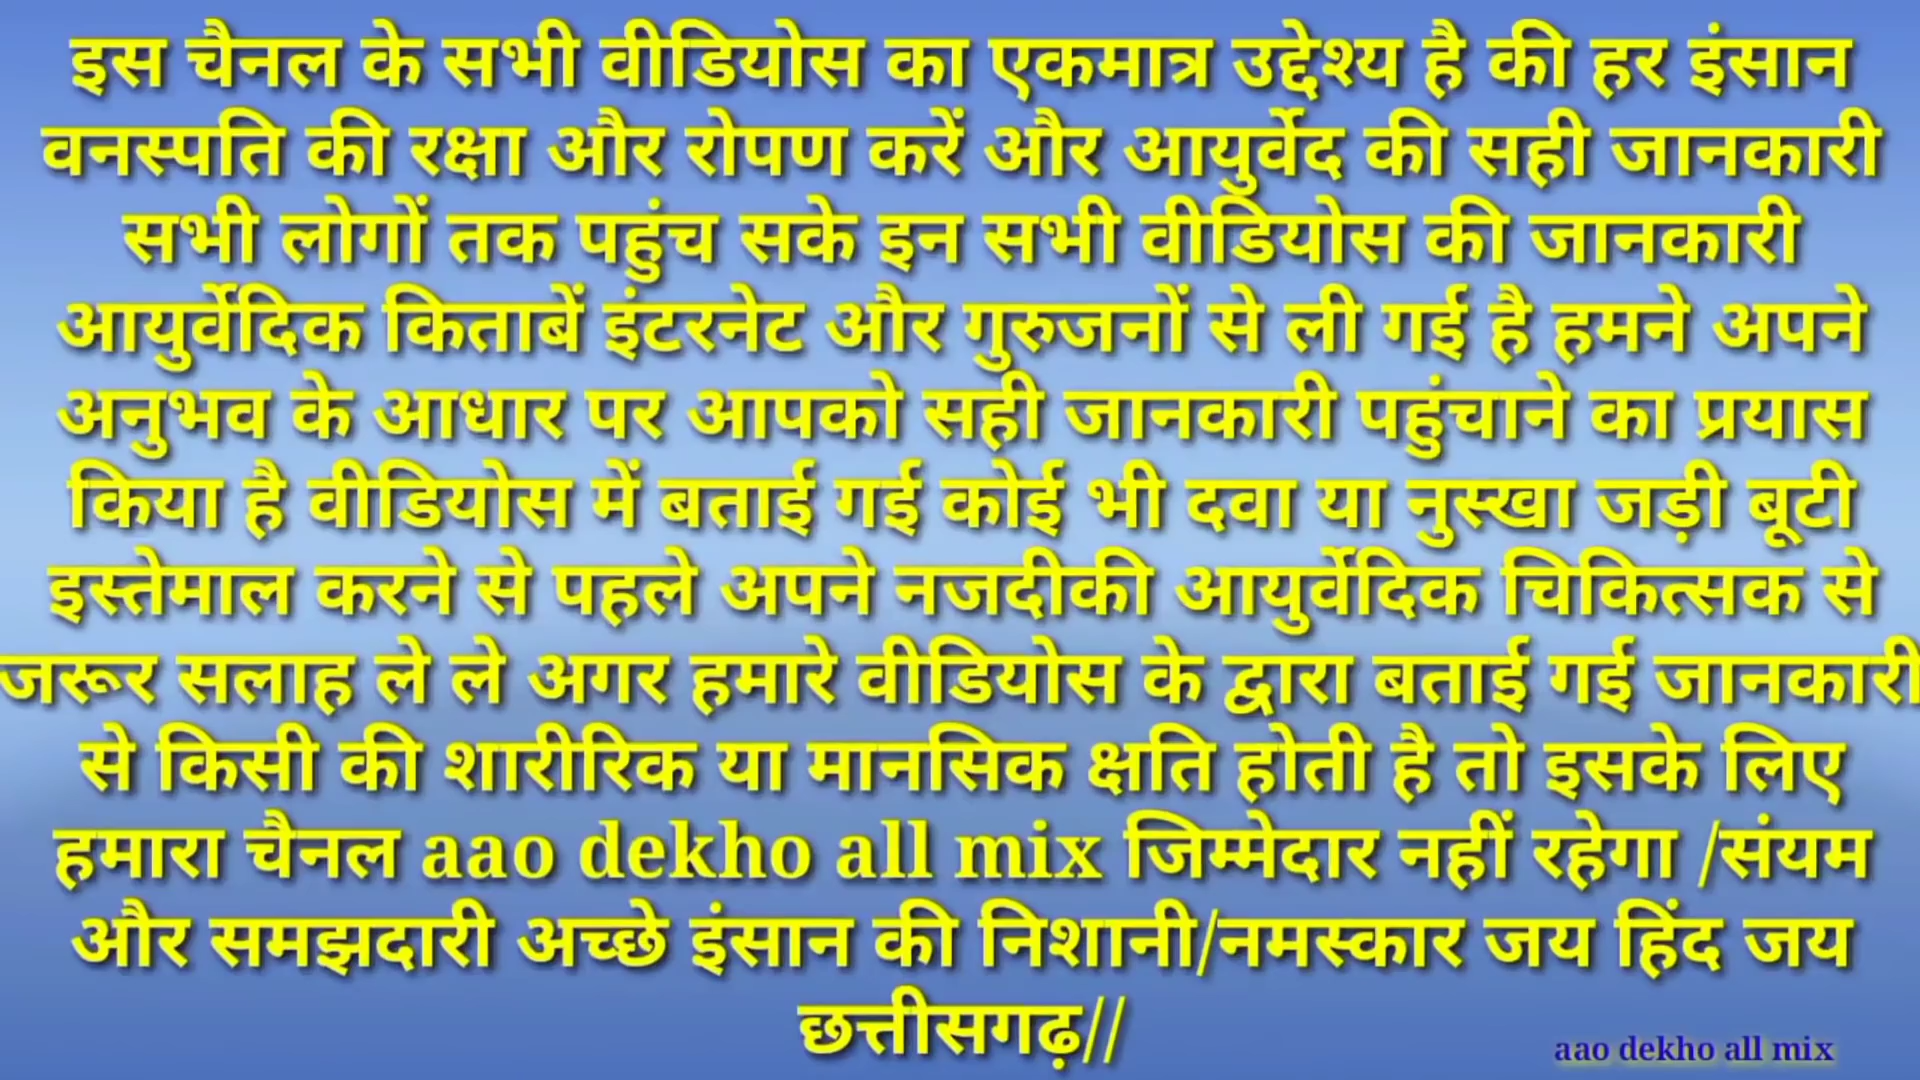 इस चैनल के सभी वीडियोस का एकमात्र उद्देश्य है की हर इंसान
वनस्पति की रक्षा और रोपण करें और आयुर्वेद की सही जानकारी
सभी लोगों तक पहुंच सके इन सभी वीडियोस की जानकारी
आयुर्वेदिक किताबें इंटरनेट और गुरुजनों से ली गई है हमने अपने
अनुभव के आधार पर आपको सही जानकारी पहुंचाने का प्रयास
किया है वीडियोस में बताई गई कोई भी दवा या नुस्खा जड़ी बूटी
इस्तेमाल करने से पहले अपने नजदीकी आयुर्वेदिक चिकित्सक से
जरूर सलाह ले ले अगर हमारे वीडियोस के द्वारा बताई गई जानकारी
से किसी की शारीरिक या मानसिक क्षति होती है तो इसके लिए
हमारा चैनल aao dekho all mix जिम्मेदार नहीं रहेगा /संयम
और समझदारी अच्छे इंसान की निशानी/नमस्कार जय हिंद जय
छत्तीसगढ़//
aao dekho all mix